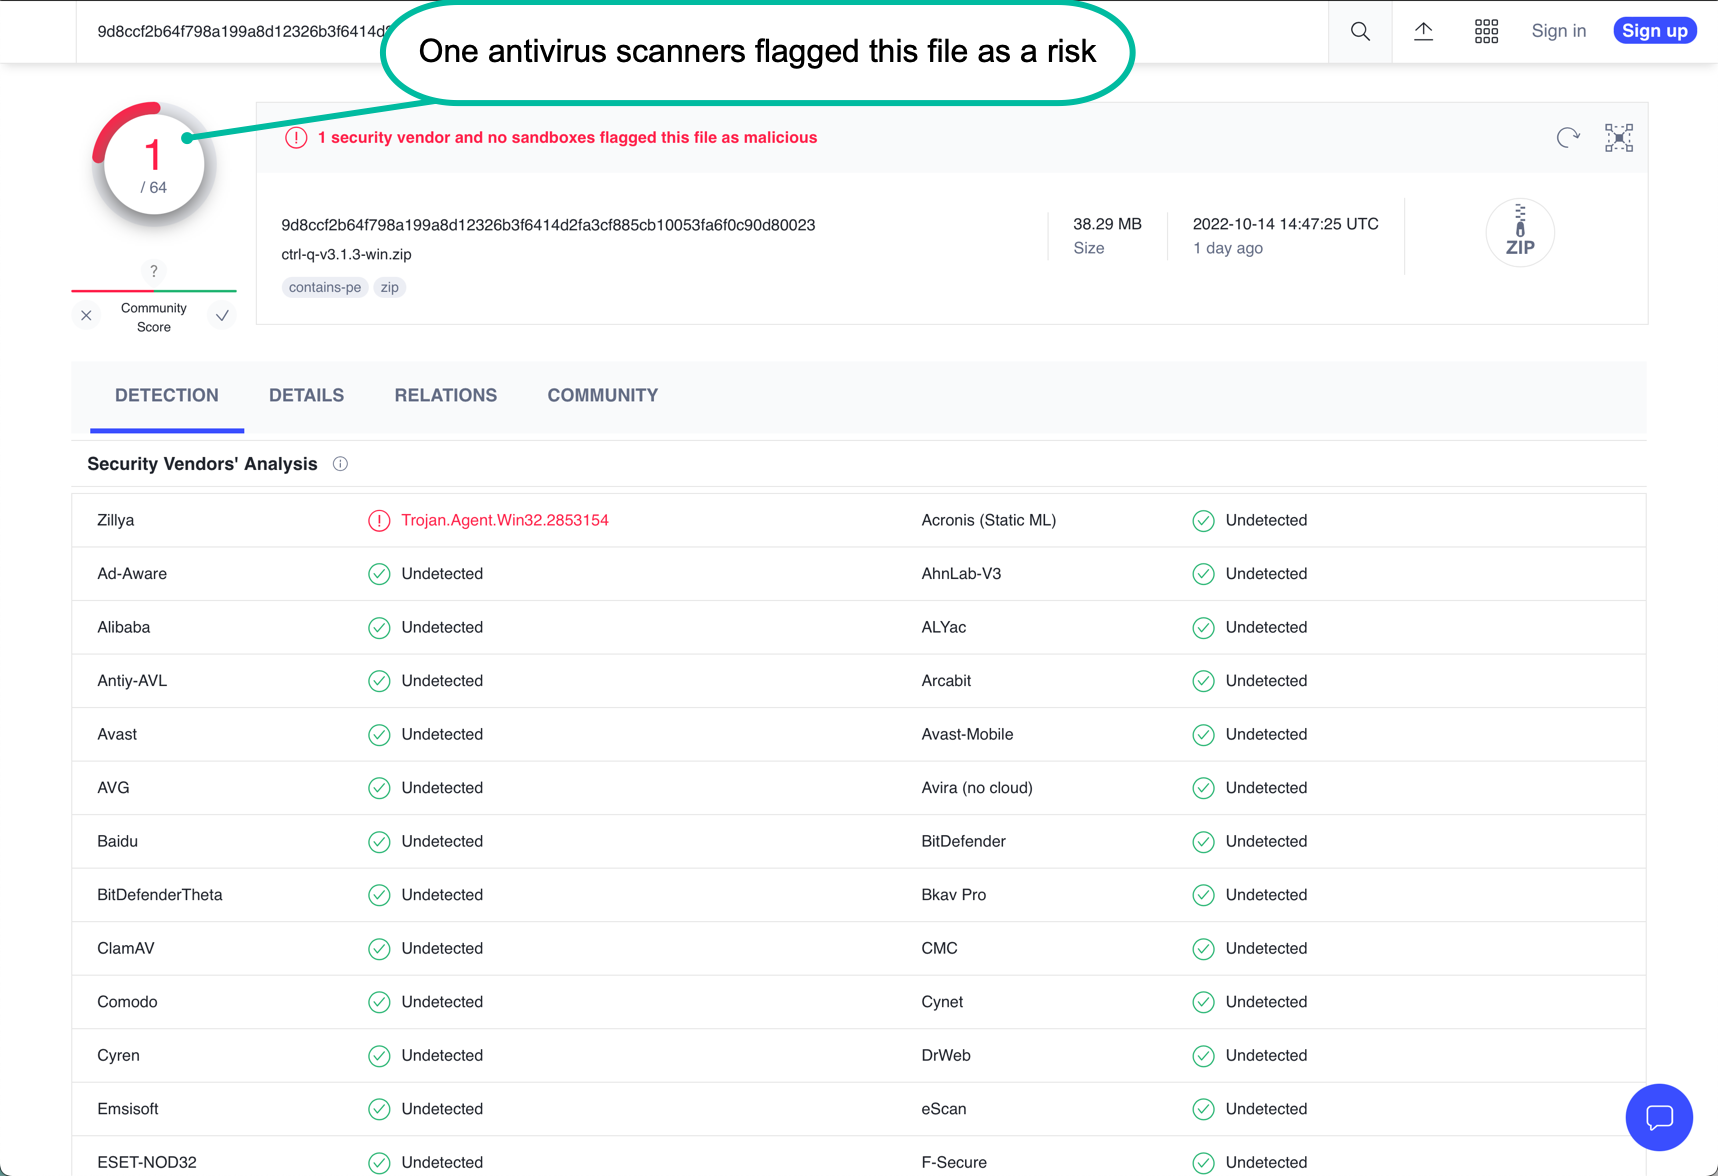 9d8ccf2b64f798a199a8d12326b3f6414d
One antivirus scanners flagged this file as a risk
Sign in
Sign up
1
/ 64
1 security vendor and no sandboxes flagged this file as malicious
9d8ccf2b64f798a199a8d12326b3f6414d2fa3cf885cb10053fa6f0c90d80023
ctrl-q-v3.1.3-win.zip
contains-pe zip
38.29 MB
Size
2022-10-14 14:47:25 UTC
1 day ago
ZIP
?
Community
Score
DETECTION DETAILS RELATIONS COMMUNITY
Security Vendors' Analysis
Zillya Trojan.Agent.Win32.2853154 Acronis (Static ML) Undetected
Ad-Aware Undetected AhnLab-V3 Undetected
Alibaba Undetected ALYac Undetected
Antiy-AVL Undetected Arcabit Undetected
Avast Undetected Avast-Mobile Undetected
AVG Undetected Avira (no cloud) Undetected
Baidu Undetected BitDefender Undetected
BitDefenderTheta Undetected Bkav Pro Undetected
ClamAV Undetected CMC Undetected
Comodo Undetected Cynet Undetected
Cyren Undetected DrWeb Undetected
Emsisoft Undetected eScan Undetected
ESET-NOD32 Undetected F-Secure Undetected